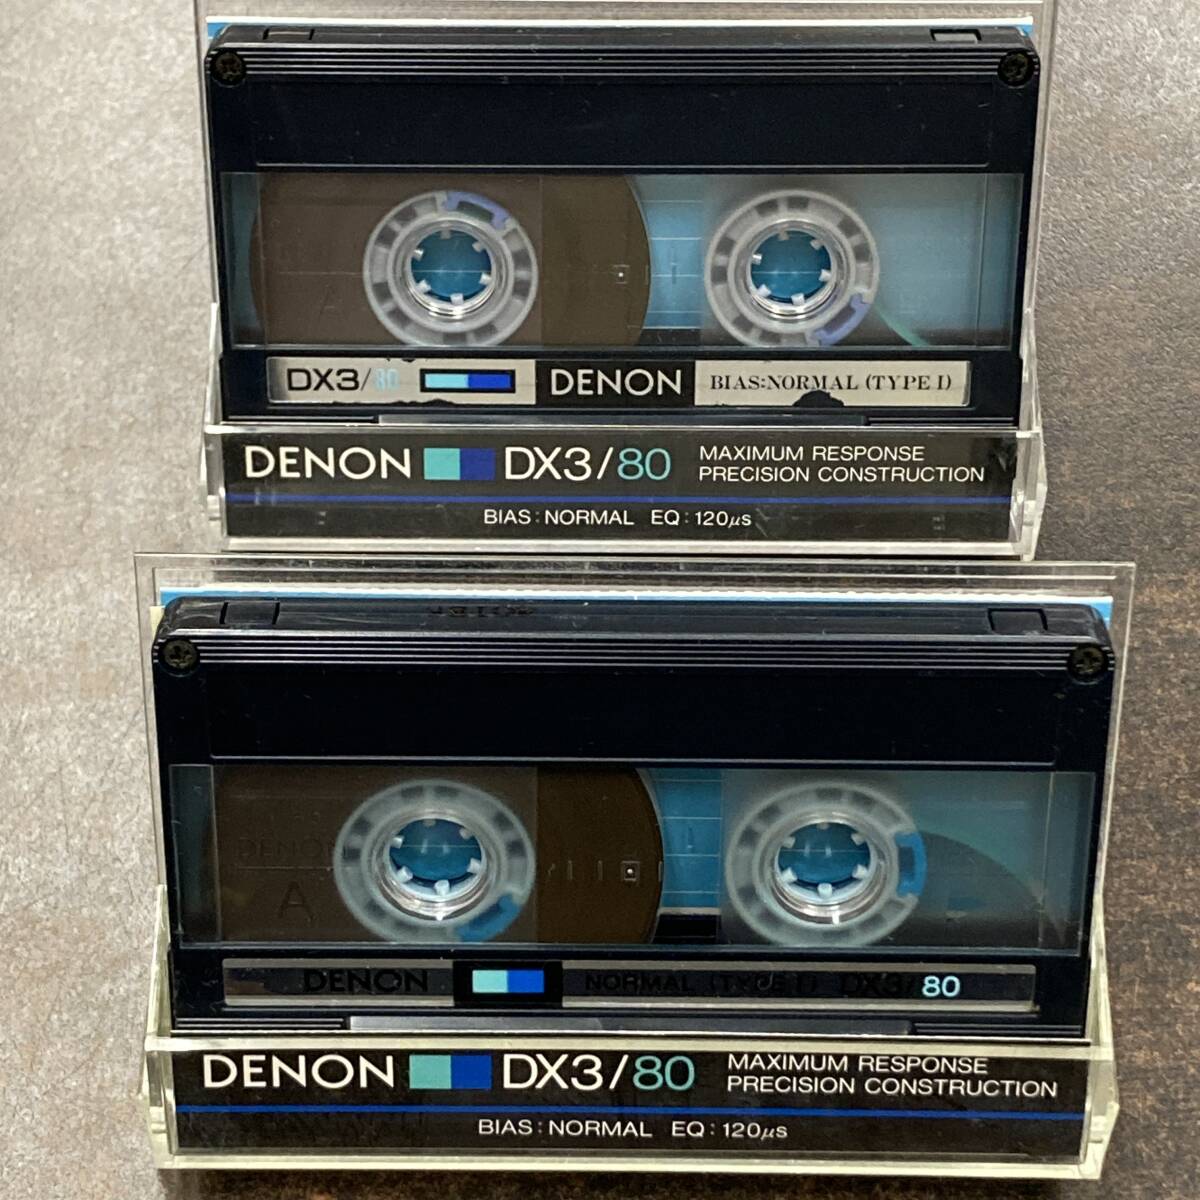 A
DX3/80 DENON BIAS:NORMAL (TYPE I)
DENON DX3/80 MAXIMUM RESPONSE
PRECISION CONSTRUCTION
BIAS : NORMAL EQ : 120μs
DENON
A
DENON NORMAL (TYPE I) DX3/80
DENON DX3/80 MAXIMUM RESPONSE
PRECISION CONSTRUCTION
BIAS : NORMAL EQ : 120μs